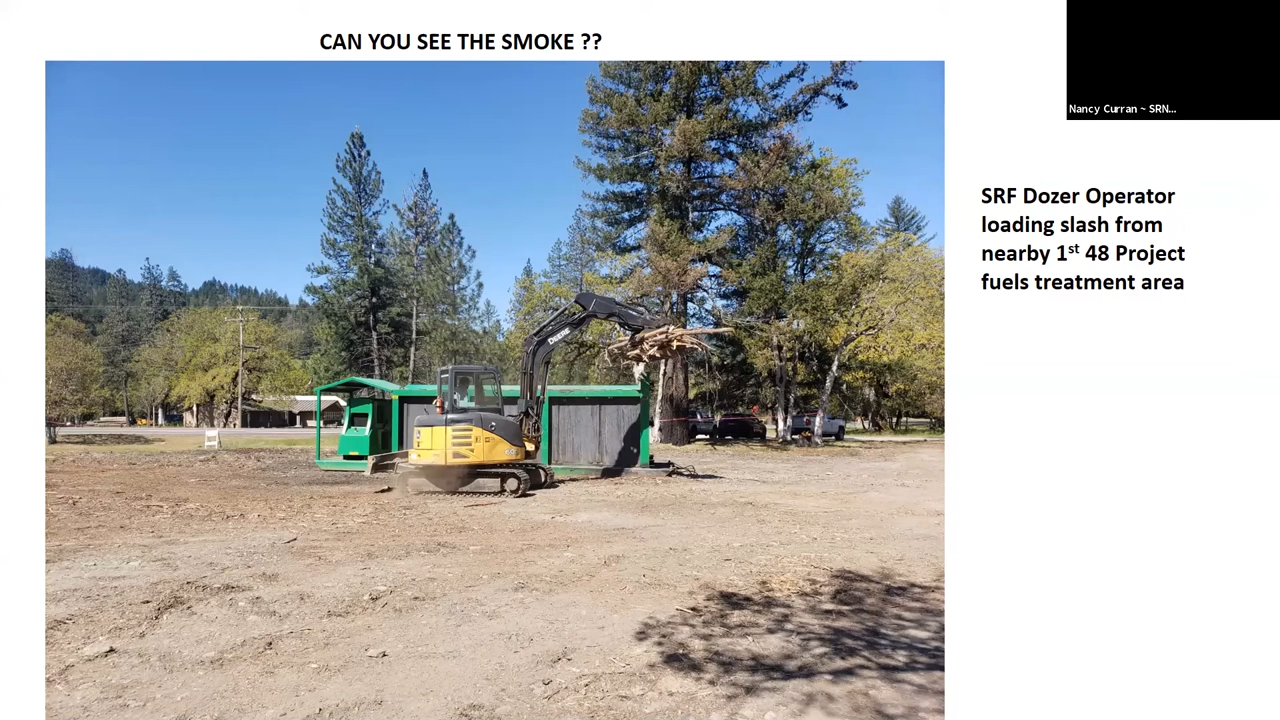 CAN YOU SEE THE SMOKE ??
Nancy Curran ~ SRN...
SRF Dozer Operator
loading slash from
nearby 1st 48 Project
fuels treatment area
DEERE